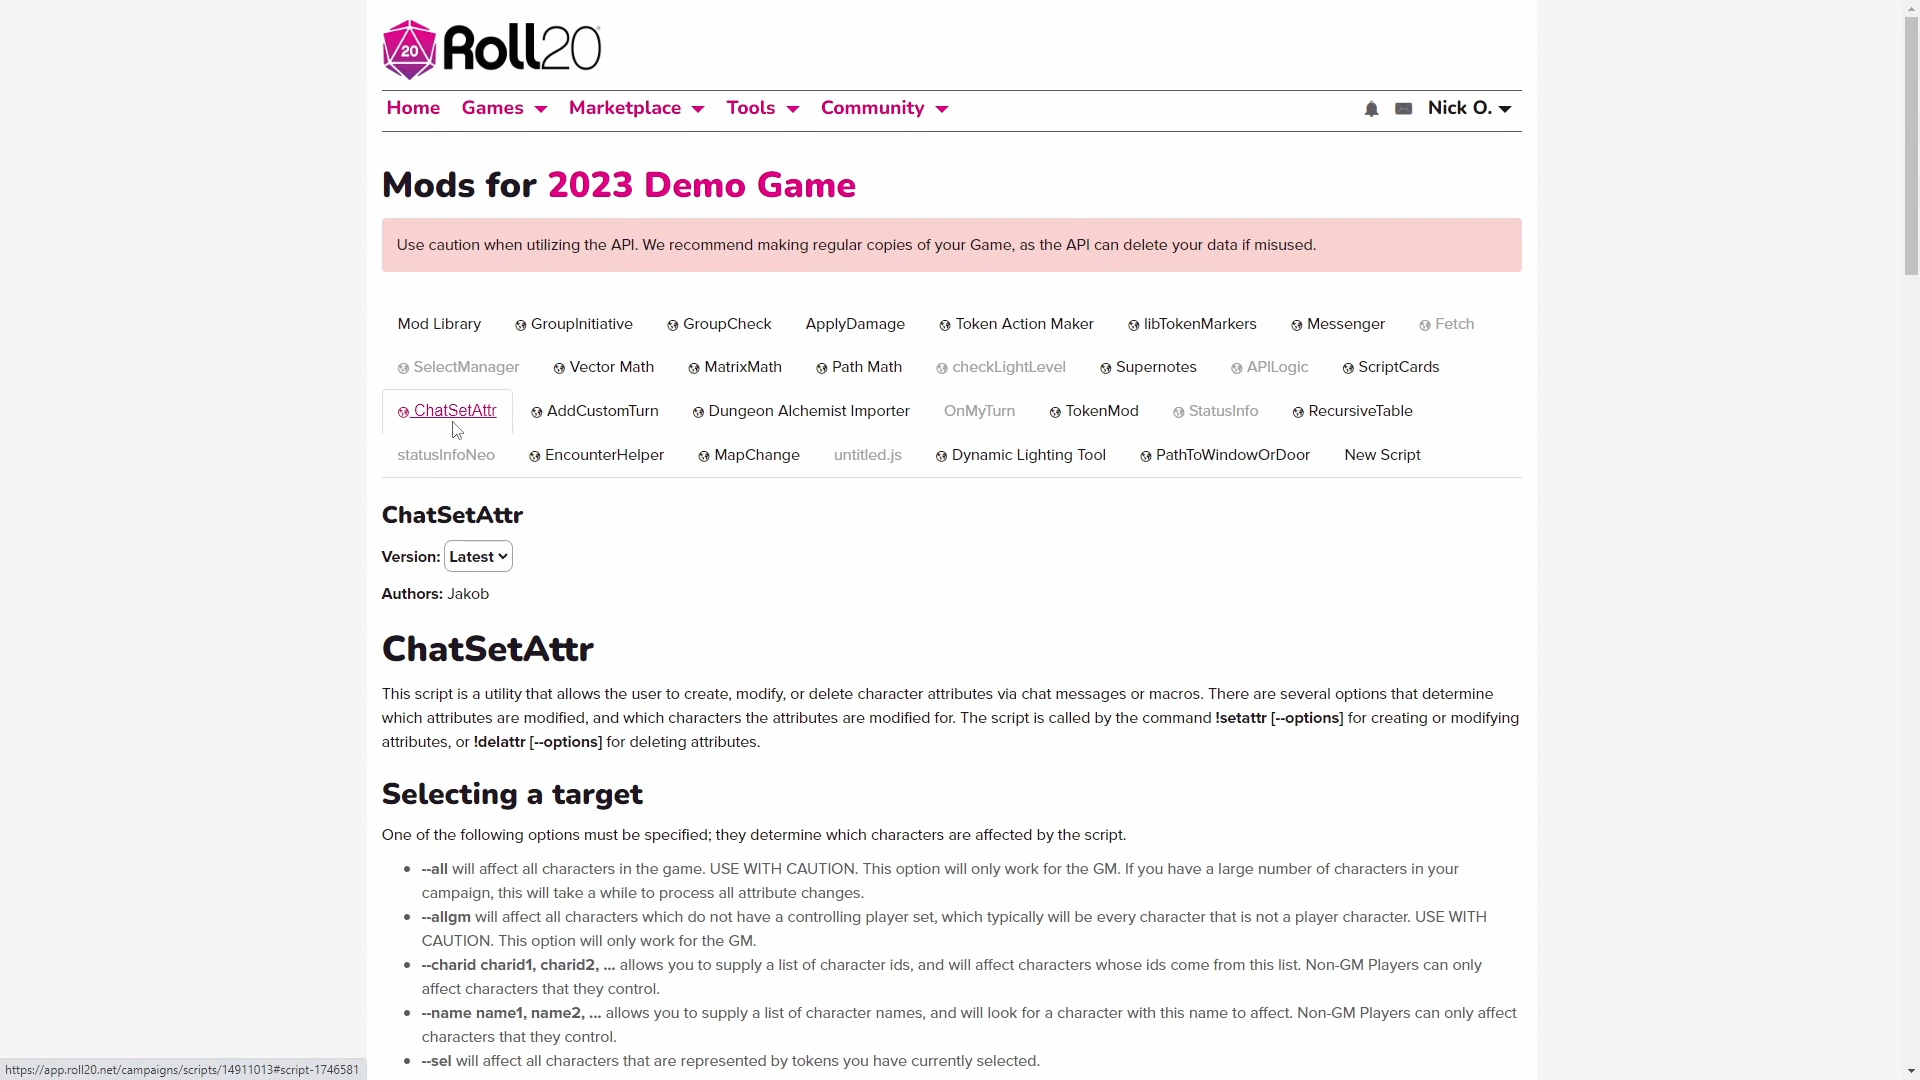 20 Roll20
Home Games Marketplace Tools Community Nick O.
Mods for 2023 Demo Game
Use caution when utilizing the API. We recommend making regular copies of your Game, as the API can delete your data if misused.
Mod Library GroupInitiative GroupCheck ApplyDamage Token Action Maker libTokenMarkers Messenger Fetch
SelectManager Vector Math MatrixMath Path Math checkLightLevel Supernotes APILogic ScriptCards
ChatSetAttr AddCustomTurn Dungeon Alchemist Importer OnMyTurn TokenMod StatusInfo RecursiveTable
statusInfoNeo EncounterHelper MapChange untitled.js Dynamic Lighting Tool PathToWindowOrDoor New Script
ChatSetAttr
Version: Latest
Authors: Jakob
ChatSetAttr
This script is a utility that allows the user to create, modify, or delete character attributes via chat messages or macros. There are several options that determine
which attributes are modified, and which characters the attributes are modified for. The script is called by the command !setattr [--options] for creating or modifying
attributes, or !delattr [--options] for deleting attributes.
Selecting a target
One of the following options must be specified; they determine which characters are affected by the script.
• --all will affect all characters in the game. USE WITH CAUTION. This option will only work for the GM. If you have a large number of characters in your
campaign, this will take a while to process all attribute changes.
• --allgm will affect all characters which do not have a controlling player set, which typically will be every character that is not a player character. USE WITH
CAUTION. This option will only work for the GM.
• --charid charid1, charid2, ... allows you to supply a list of character ids, and will affect characters whose ids come from this list. Non-GM Players can only
affect characters that they control.
• --name name1, name2, ... allows you to supply a list of character names, and will look for a character with this name to affect. Non-GM Players can only affect
characters that they control.
• --sel will affect all characters that are represented by tokens you have currently selected.
https://app.roll20.net/campaigns/scripts/14911013#script-1746581